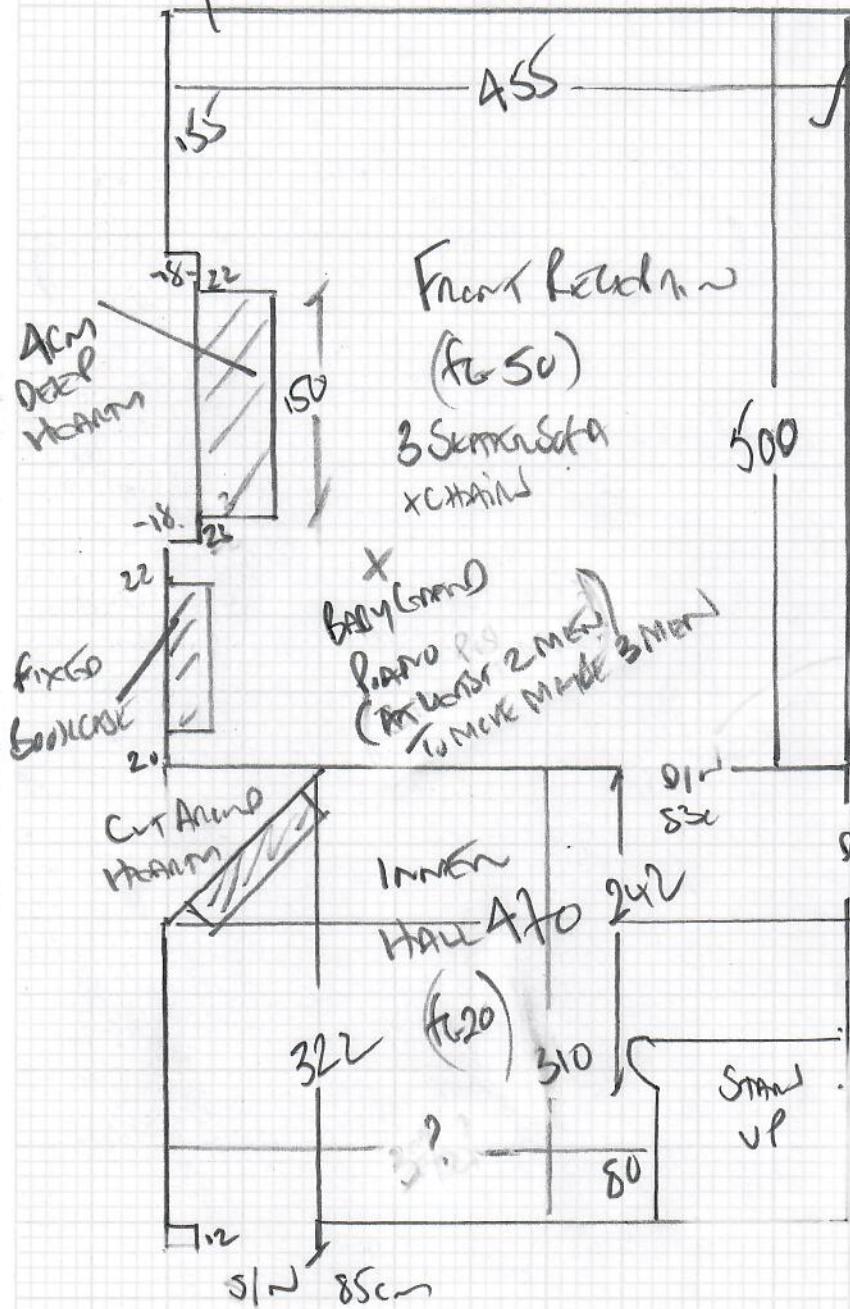 455
155
-18- 22
FRONT RECEPTION
(FG 50)
3 SEATER SOFA
X CHAIR
4CM
DEEP
HEARTH
150
500
-18.
23
22
X
BABY GRAND
PIANO
(AT LEAST 2 MEN
TO MOVE MAYBE 3 MEN)
FIXED
BOOKCASE
20
D/N
83c
CUT AROUND
HEARTH
INNER
HALL 470
242
(FG 20)
322
310
STAIR
UP
?
80
12
S/N 85cm